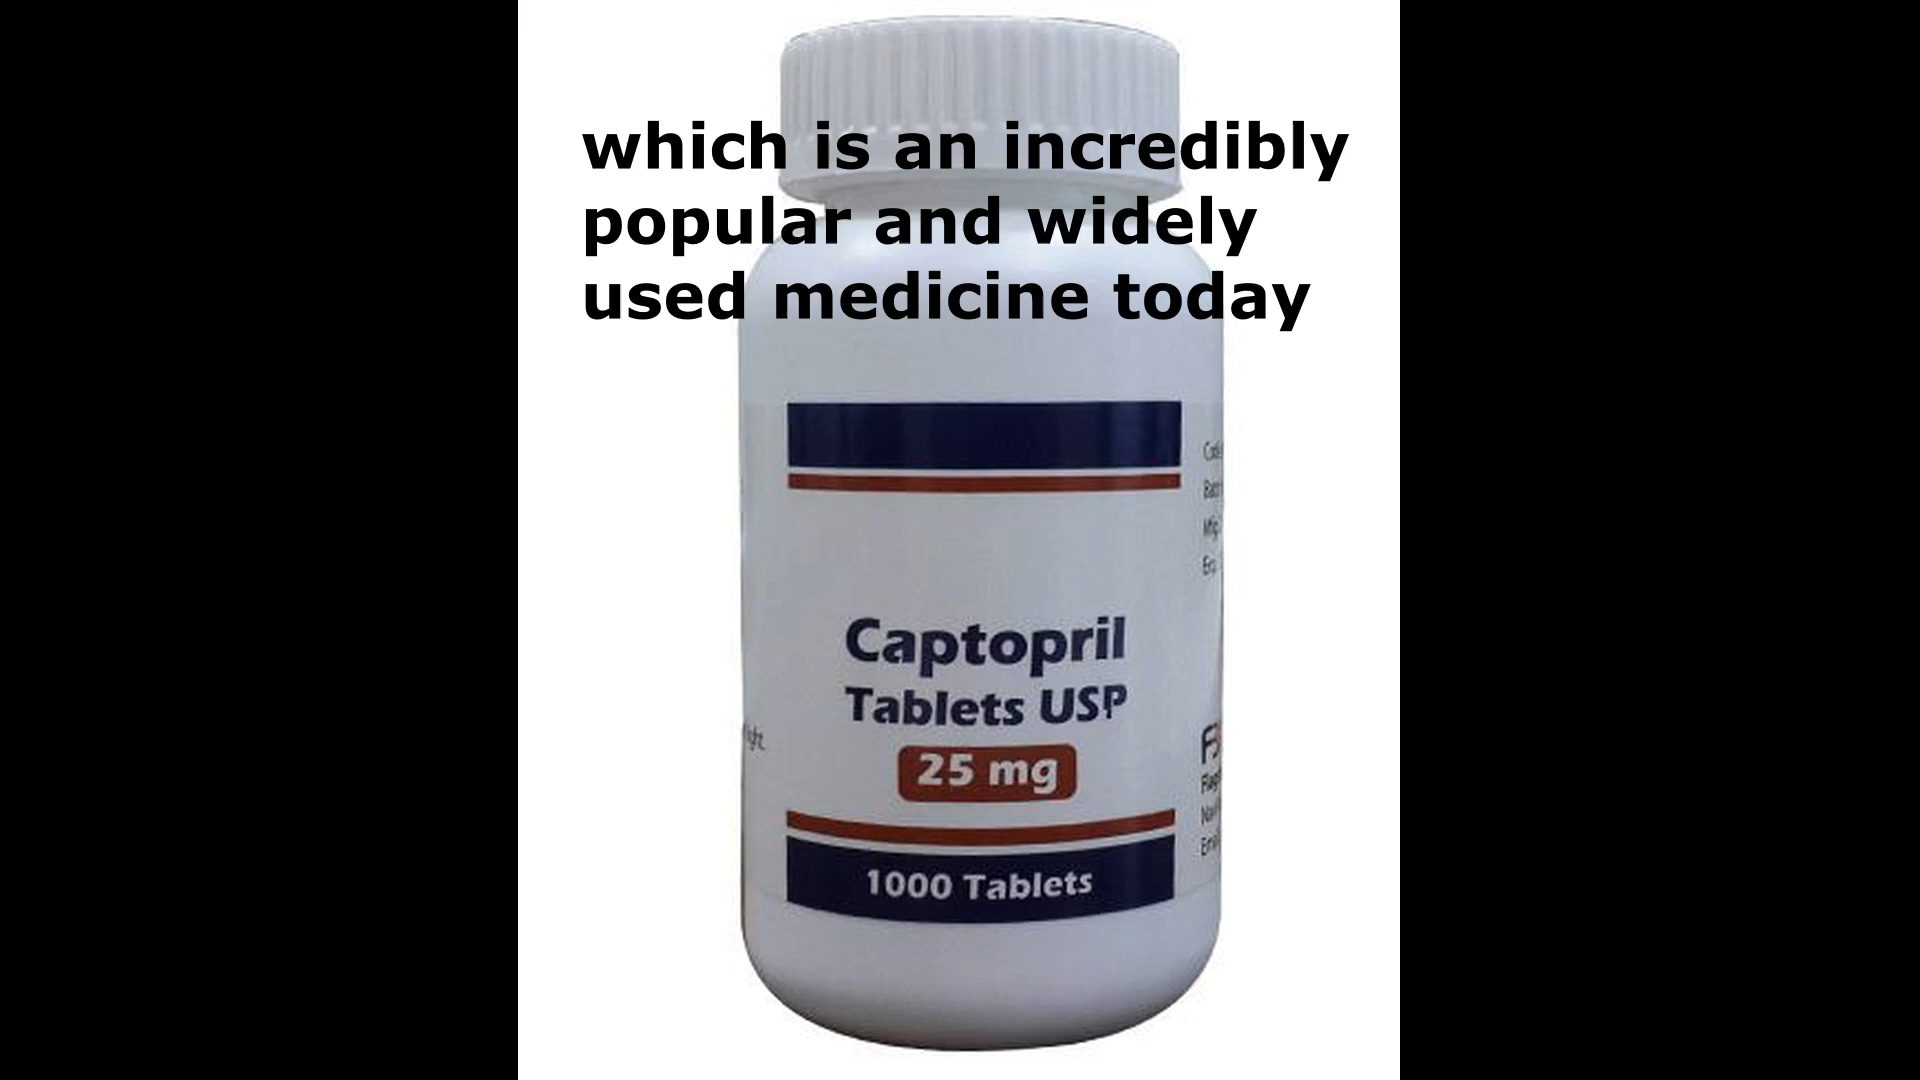 which is an incredibly
popular and widely
used medicine today
Captopril
Tablets USP
25 mg
1000 Tablets